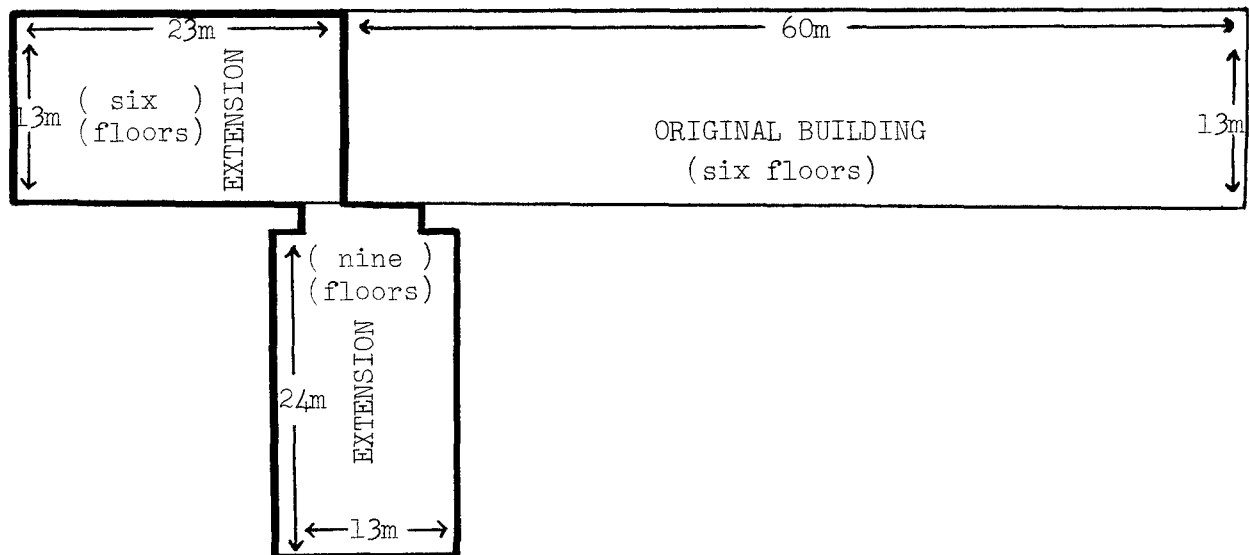 23m
60m
13m
( six )
(floors)
EXTENSION
ORIGINAL BUILDING
(six floors)
13m
( nine )
(floors)
EXTENSION
24m
13m